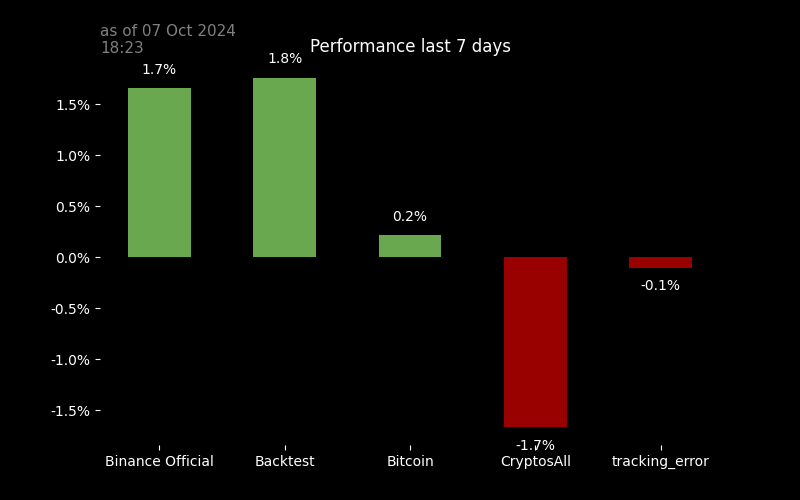 as of 07 Oct 2024
18:23
Performance last 7 days
1.7%
1.8%
0.2%
-1.7%
-0.1%
1.5%
1.0%
0.5%
0.0%
-0.5%
-1.0%
-1.5%
Binance Official
Backtest
Bitcoin
CryptosAll
tracking_error